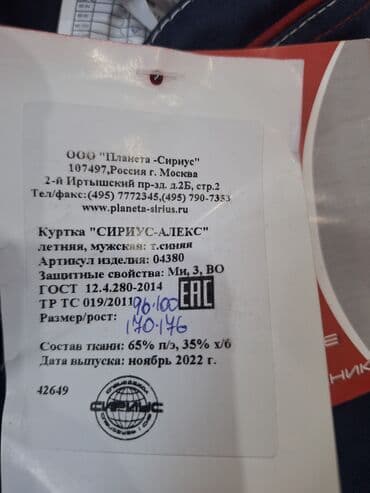 ООО "Планета -Сириус"
107497,Россия г. Москва
2-й Иртышский пр-зд. д.2Б, стр.2
Тел/факс:(495) 7772345,(495) 790-7353
www.planeta-sirius.ru
Куртка "СИРИУС-АЛЕКС"
летняя, мужская: т.синяя
Артикул изделия: 04380
Защитные свойства: Ми, З, ВО
ГОСТ 12.4.280-2014
ТР ТС 019/2011 96-100 ЕАС
Размер/рост: 170-176
Состав ткани: 65% п/э, 35% х/б
Дата выпуска: ноябрь 2022 г.
42649
СИРИУС